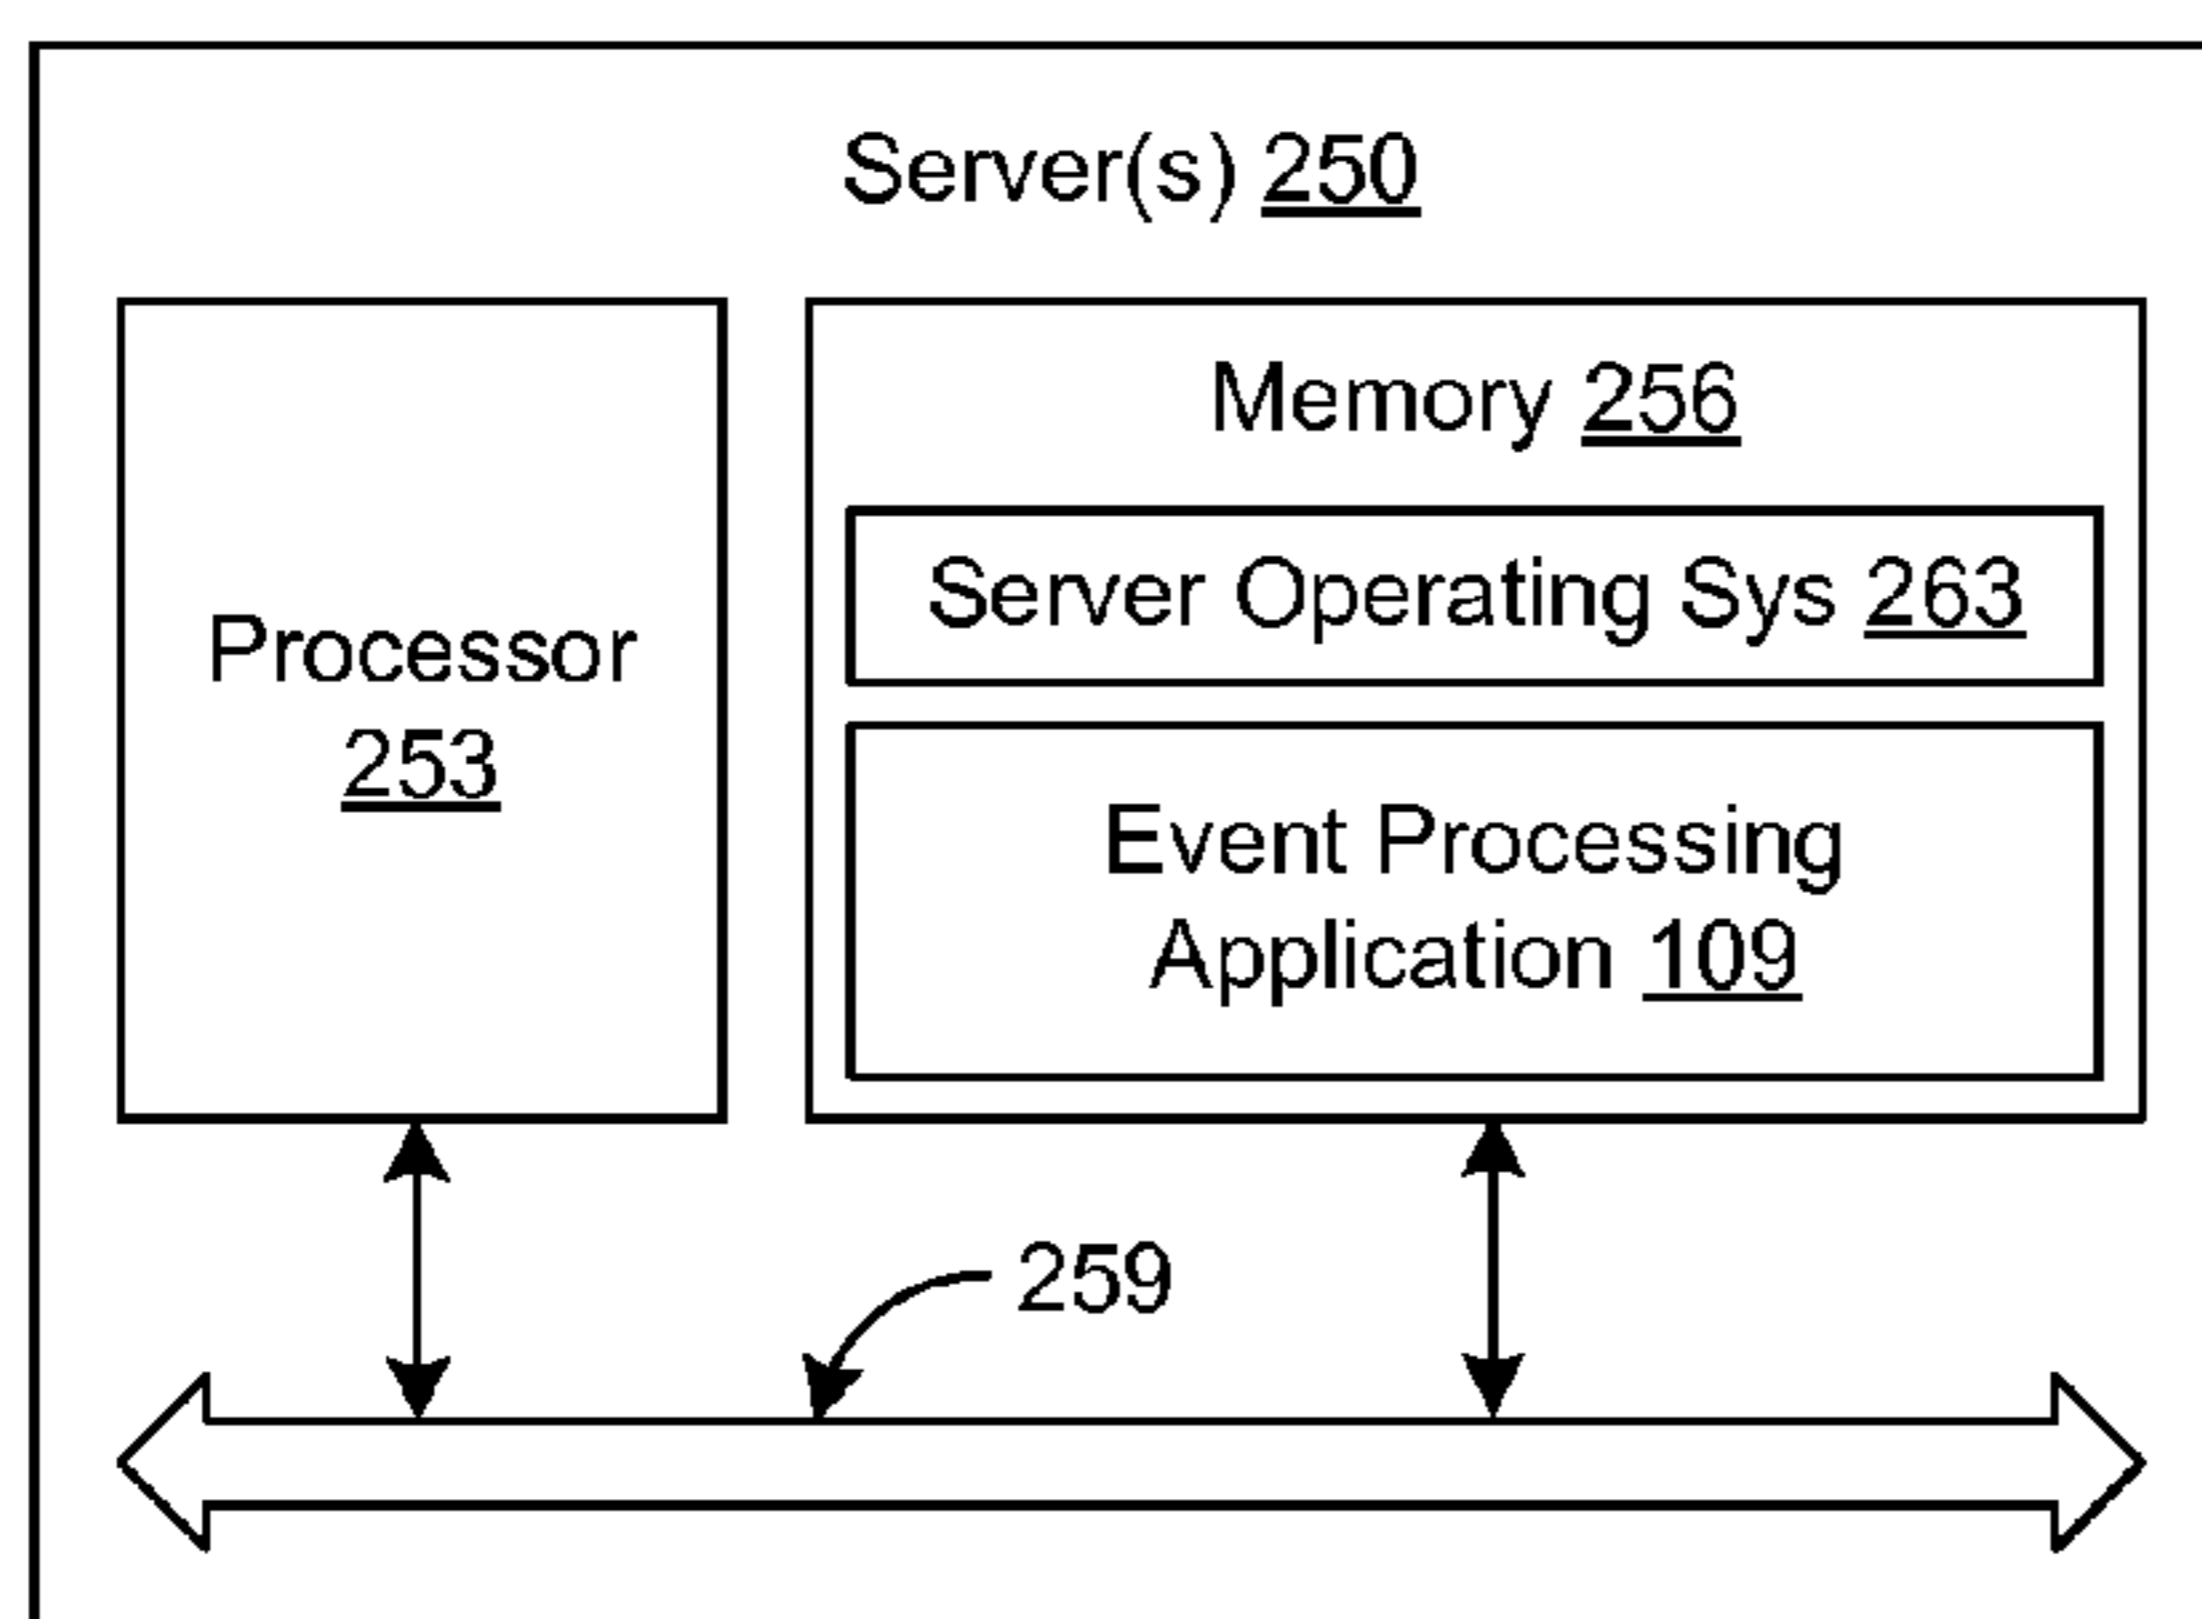 Server(s) 250
Processor
253
Memory 256
Server Operating Sys 263
Event Processing
Application 109
259